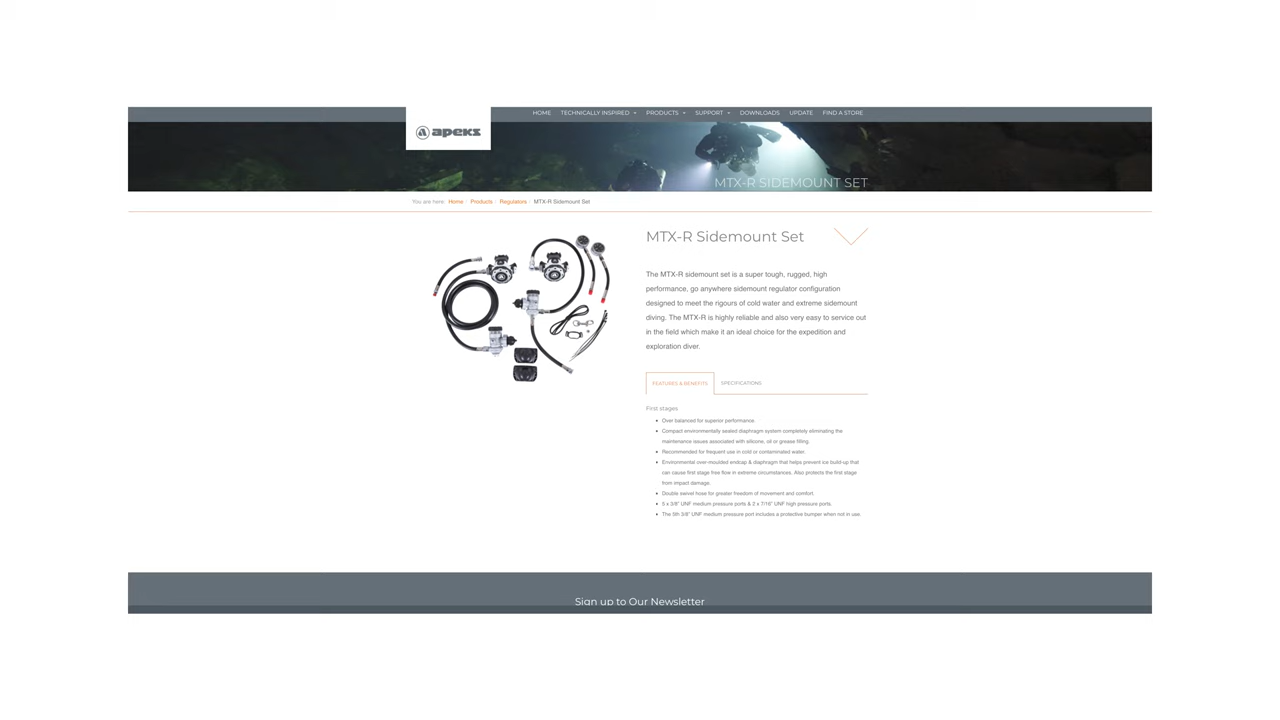 HOME TECHNICALLY INSPIRED PRODUCTS SUPPORT DOWNLOADS UPDATE FIND A STORE
apeks
MTX-R SIDEMOUNT SET
You are here: Home / Products / Regulators / MTX-R Sidemount Set
MTX-R Sidemount Set
The MTX-R sidemount set is a super tough, rugged, high
performance, go anywhere sidemount regulator configuration
designed to meet the rigours of cold water and extreme sidemount
diving. The MTX-R is highly reliable and also very easy to service out
in the field which make it an ideal choice for the expedition and
exploration diver.
FEATURES & BENEFITS SPECIFICATIONS
First stages
• Over balanced for superior performance
• Compact environmentally sealed diaphragm system completely eliminating the
maintenance issues associated with silicone, oil or grease filling.
• Recommended for frequent use in cold or contaminated water.
• Environmental over-moulded endcap & diaphragm that helps prevent ice build-up that
can cause first stage free flow in extreme circumstances. Also protects the first stage
from impact damage.
• Double swivel hose for greater freedom of movement and comfort.
• 5 x 3/8" UNF medium pressure ports & 2 x 7/16" UNF high pressure ports.
• The 5th 3/8" UNF medium pressure port includes a protective bumper when not in use.
Sign up to Our Newsletter